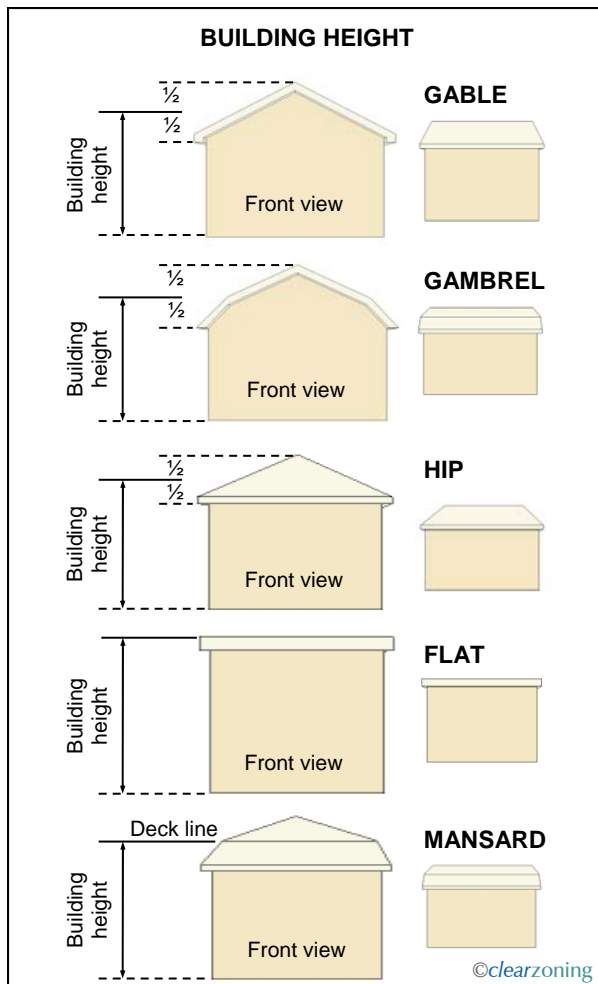 BUILDING HEIGHT
½
½
Building
height
Front view
GABLE
½
½
Building
height
Front view
GAMBREL
½
½
Building
height
Front view
HIP
Building
height
Front view
FLAT
Deck line
Building
height
Front view
MANSARD
©clearzoning